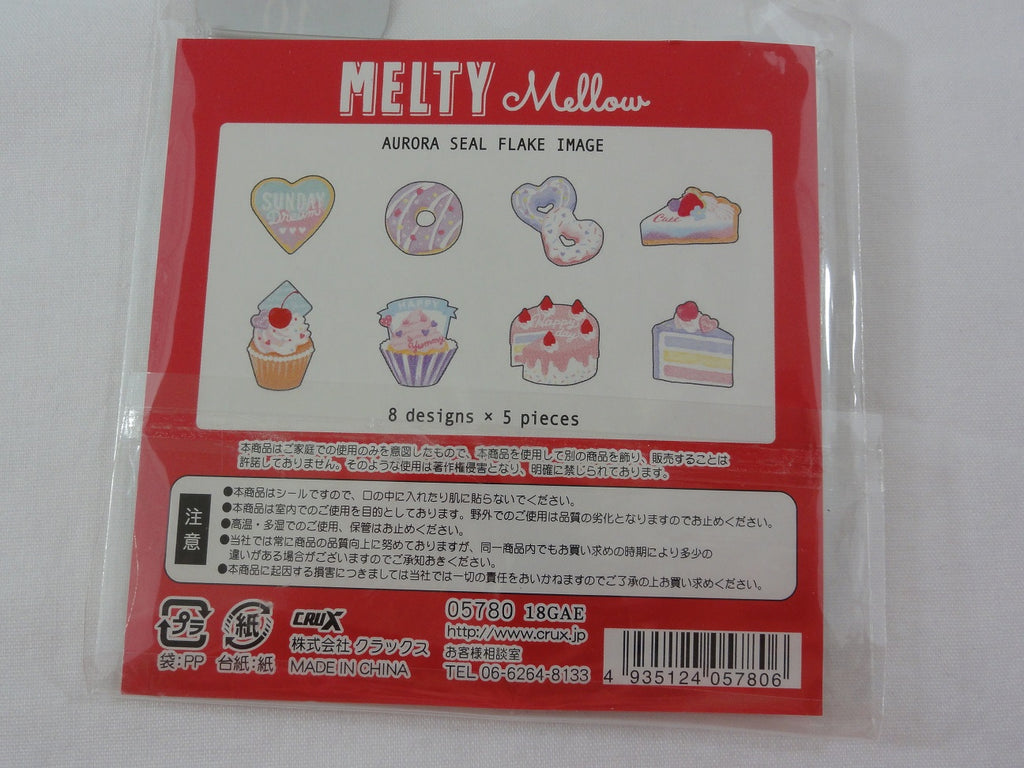 MELTY Mellow
AURORA SEAL FLAKE IMAGE
SUNDAY
Dream
Cute
HAPPY
Yummy
Happy
8 designs × 5 pieces
本商品はご家庭での使用のみを意図したもので、本商品を使用して別の商品を飾り、販売することは
許諾しておりません。そのような使用は著作権侵害となり、明確に禁じられております。
注意
●本商品はシールですので、口の中に入れたり肌に貼らないでください。
●本商品は室内でのご使用を目的としております。野外でのご使用は品質の劣化となりますのでお止めください。
●高温・多湿でのご使用、保管はお止めください。
●当社では常に商品の品質向上に努めておりますが、同一商品内でもお買い求めの時期により多少の
違いがある場合がございますのでご承知おきください。
●本商品に起因する損害につきましては当社では一切の責任をおいかねますのでご了承の上お買い求めください。
プラ
袋:PP
紙
台紙:紙
CRUX
株式会社 クラックス
MADE IN CHINA
05780 18GAE
http://www.crux.jp
お客様相談室
TEL 06-6264-8133
4 935124 057806